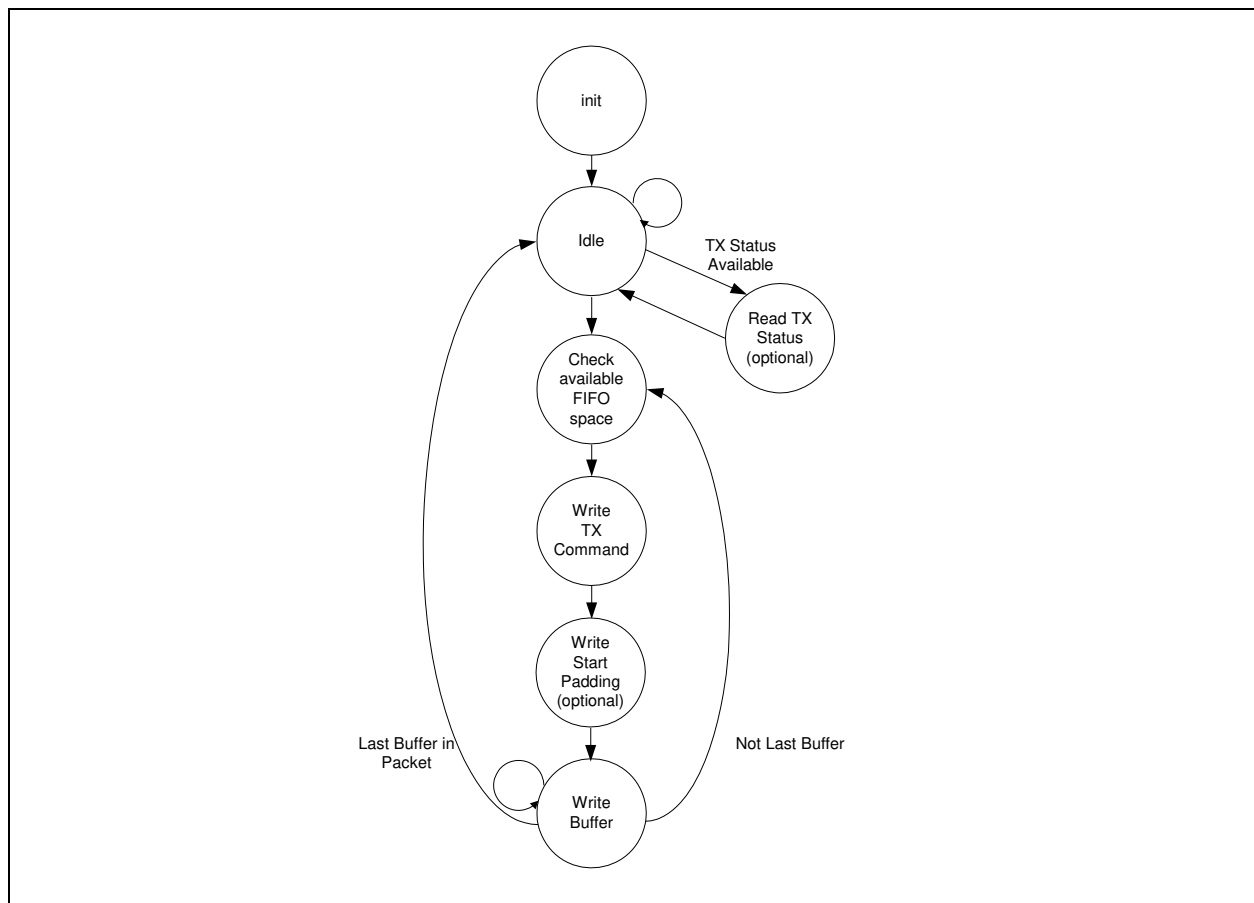 init
Idle
TX Status
Available
Read TX
Status
(optional)
Check
available
FIFO
space
Write
TX
Command
Write
Start
Padding
(optional)
Last Buffer in
Packet
Not Last Buffer
Write
Buffer